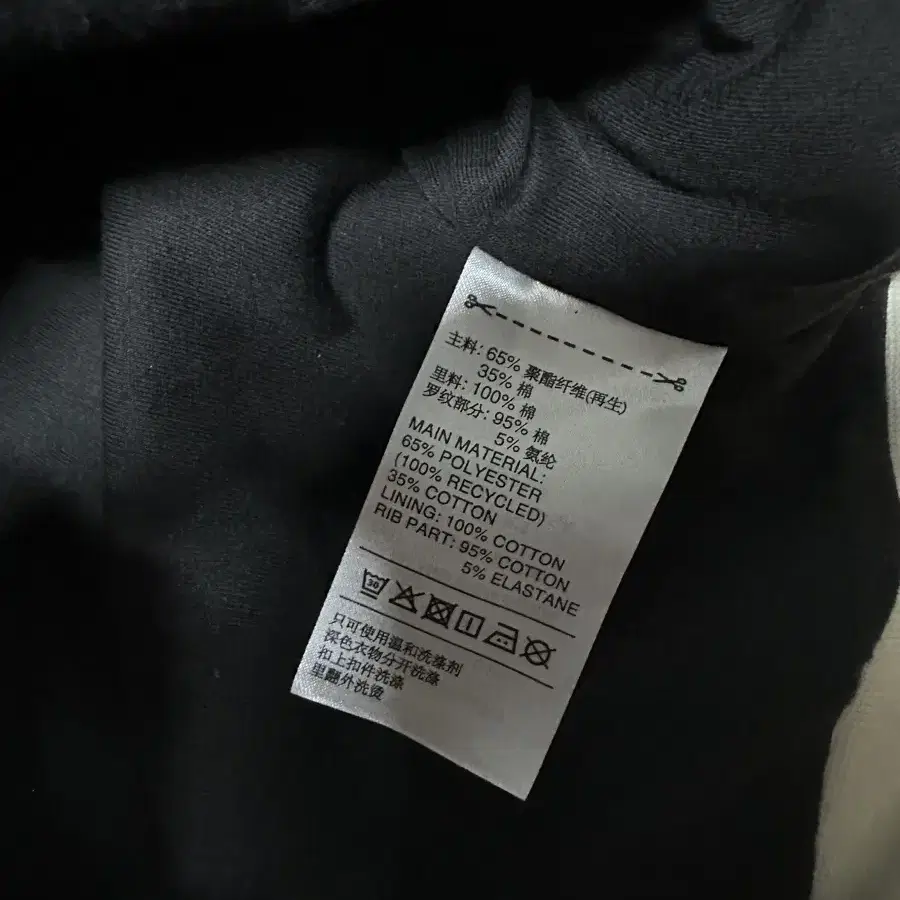 主料: 65% 聚酯纤维(再生)
35% 棉
里料: 100% 棉
罗纹部分: 95% 棉
5% 氨纶
MAIN MATERIAL:
65% POLYESTER
(100% RECYCLED)
35% COTTON
LINING: 100% COTTON
RIB PART: 95% COTTON
5% ELASTANE
30
只可使用温和洗涤剂
深色衣物分开洗涤
扣上扣件洗涤
里翻外洗烫